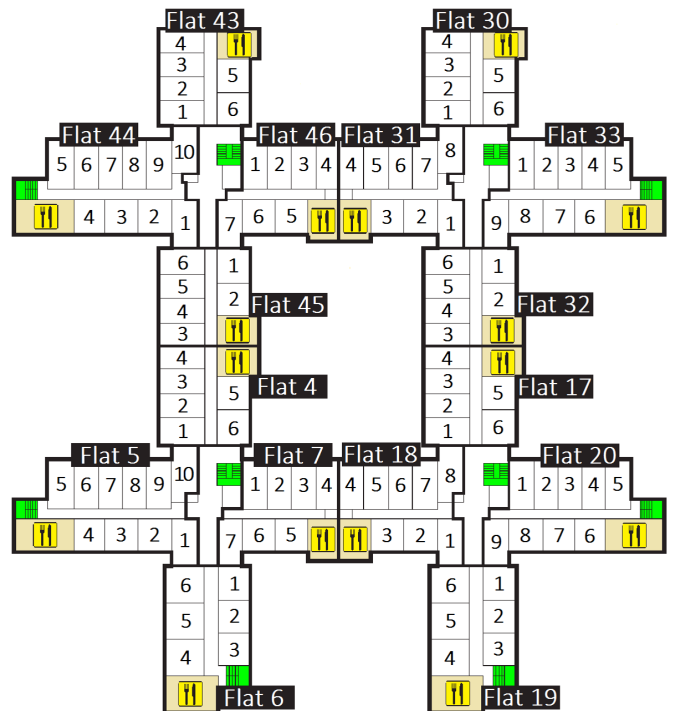 Flat 43 Flat 30
4 4
3 5 3 5
2 2
1 6 1 6
Flat 44 Flat 46 Flat 31 Flat 33
10 8
5 6 7 8 9 1 2 3 4 4 5 6 7 1 2 3 4 5
4 3 2 1 7 6 5 3 2 1 9 8 7 6
6 1 6 1
5 2 5 2
4 Flat 45 4 Flat 32
3 3
4 4
3 5 Flat 4 3 5 Flat 17
2 2
1 6 1 6
Flat 5 Flat 7 Flat 18 Flat 20
10 8
5 6 7 8 9 1 2 3 4 4 5 6 7 1 2 3 4 5
4 3 2 1 7 6 5 3 2 1 9 8 7 6
6 1 6 1
5 2 5 2
4 3 4 3
Flat 6 Flat 19